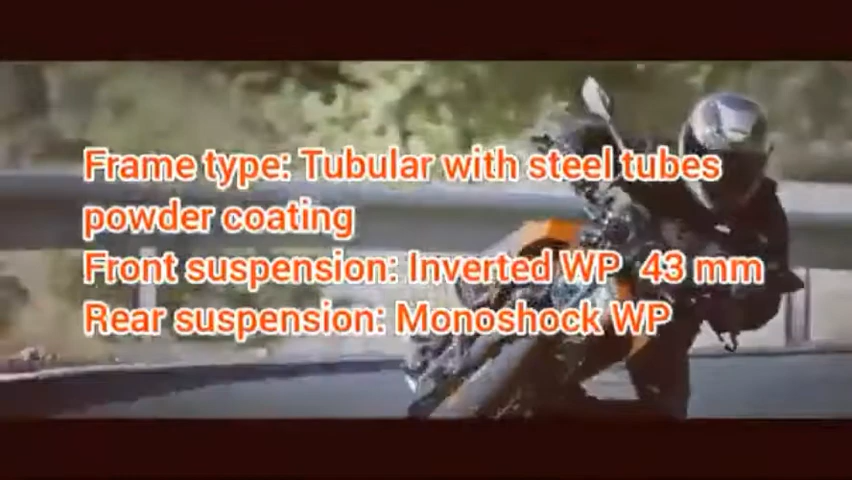 Frame type: Tubular with steel tubes
powder coating
Front suspension: Inverted WP 43 mm
Rear suspension: Monoshock WP